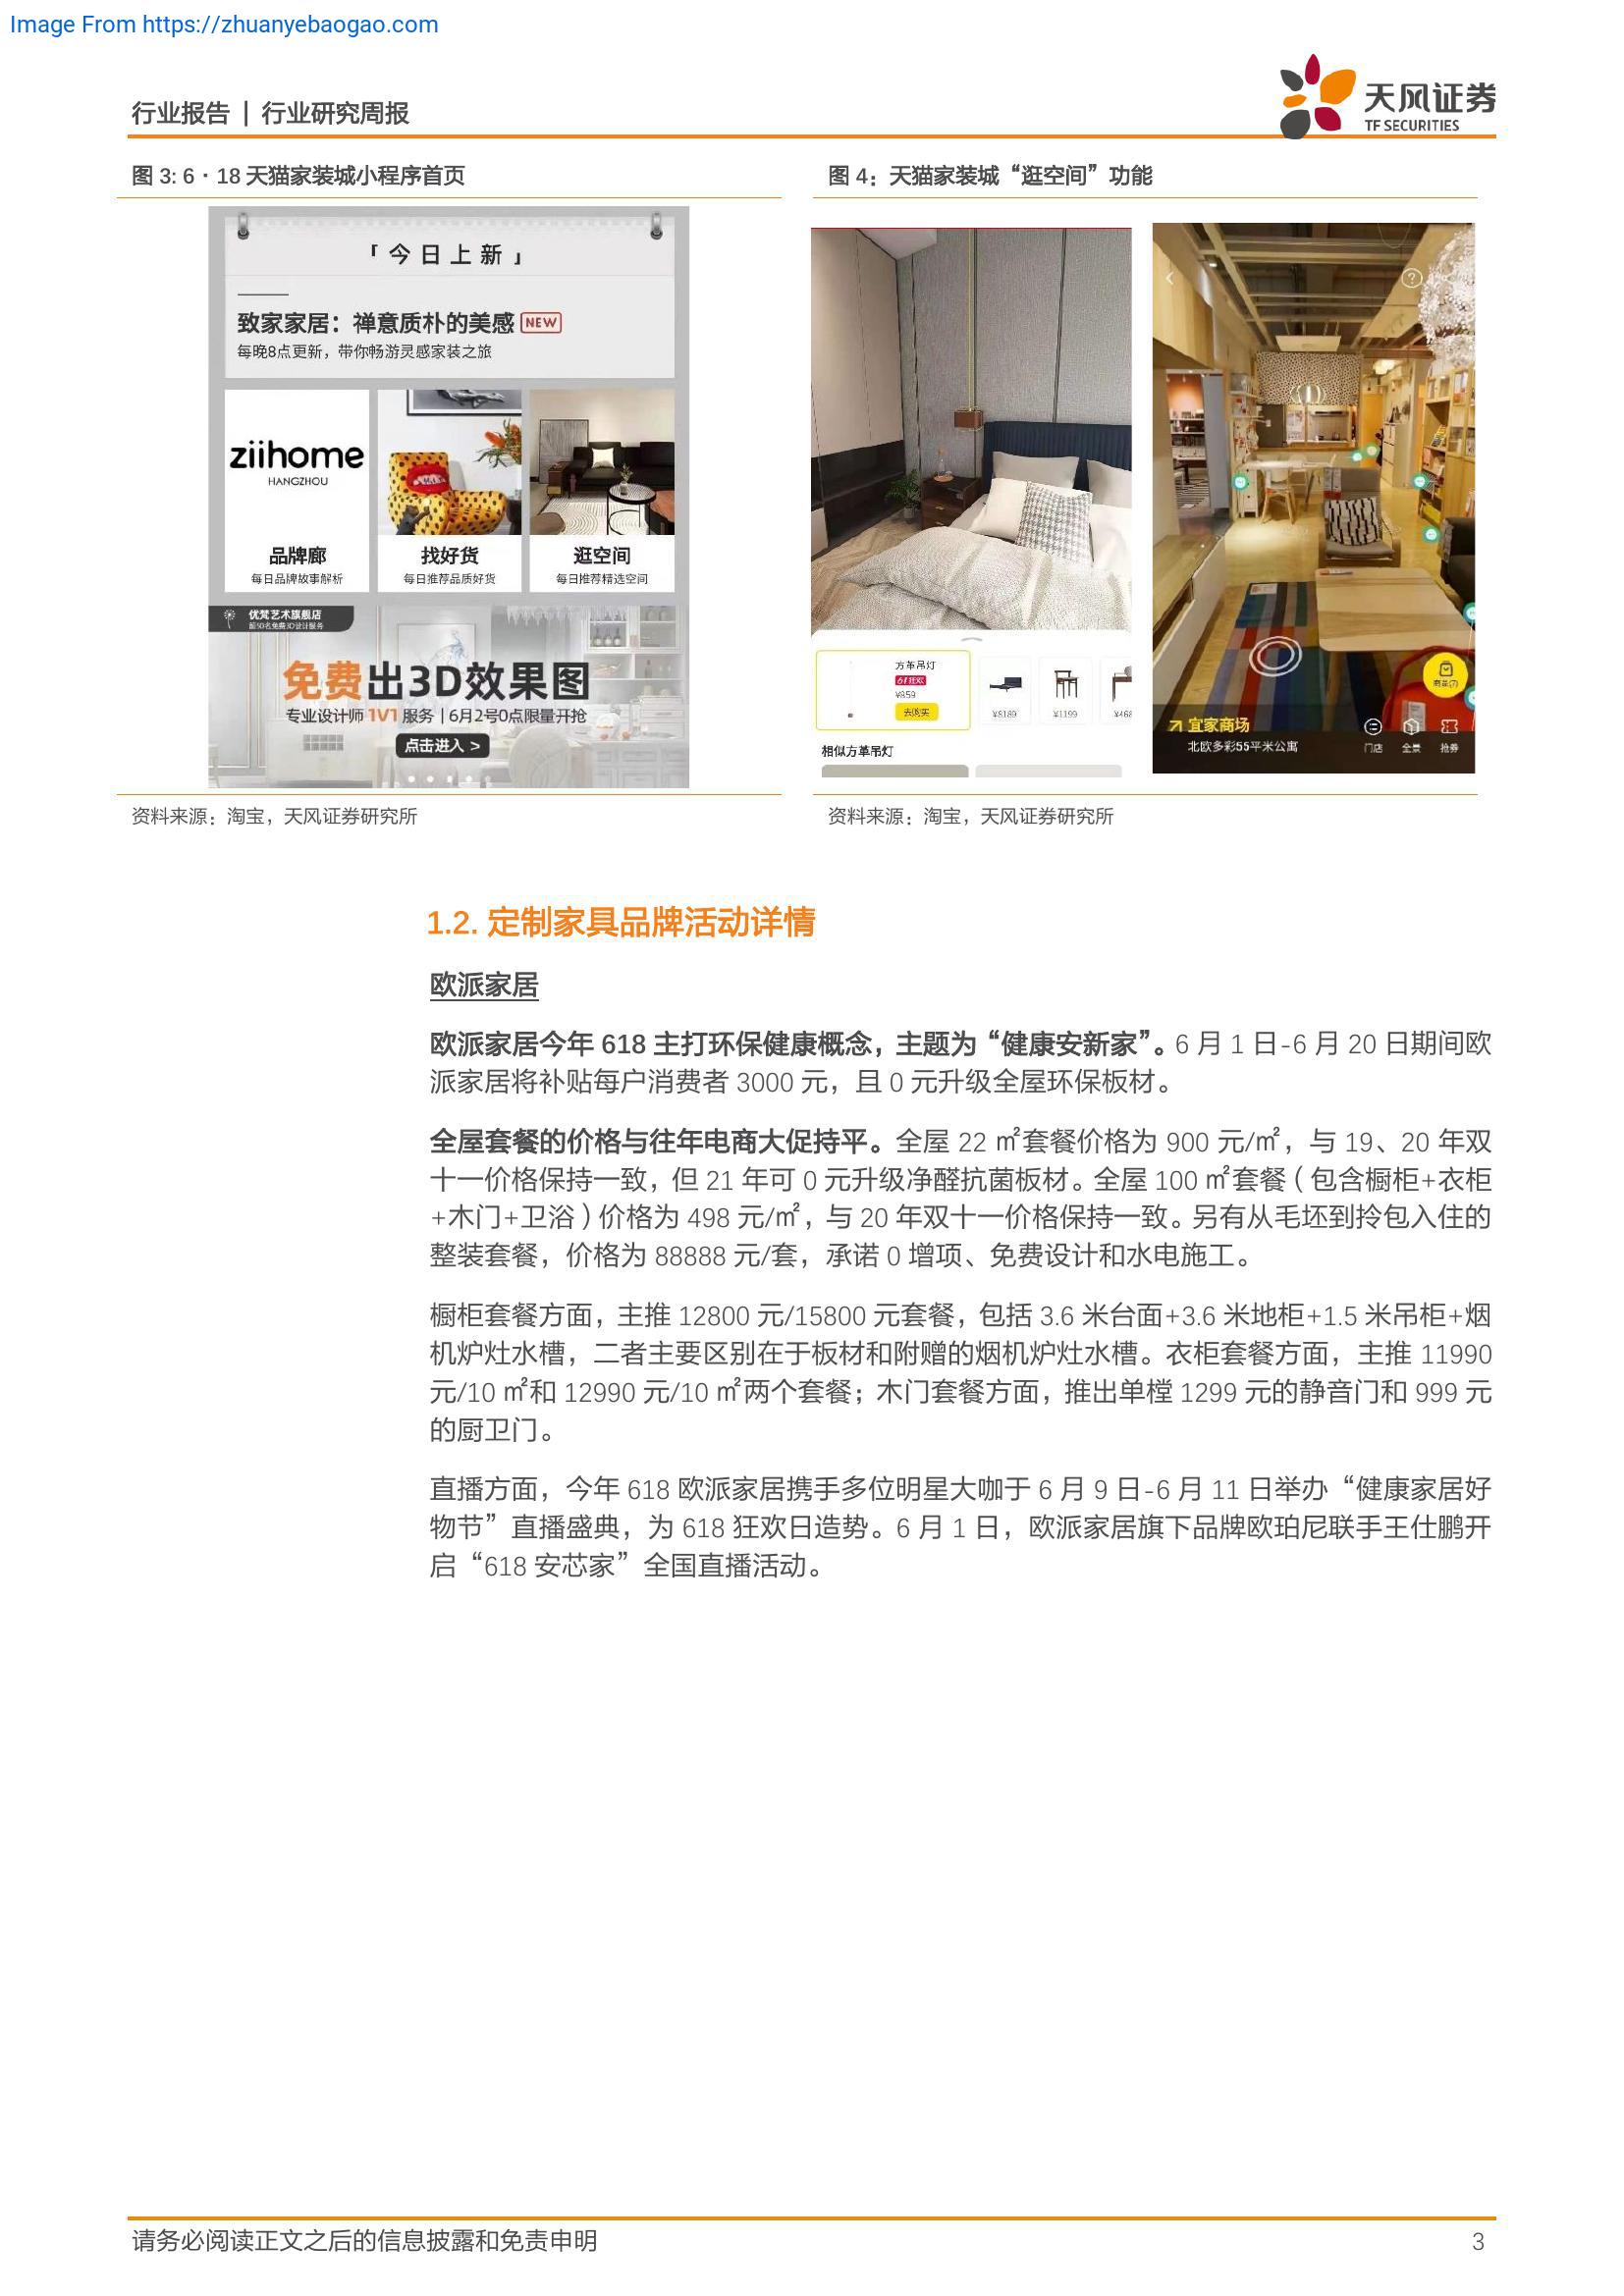 Image From https://zhuanyebaogao.com
行业报告 | 行业研究周报
天风证券
TF SECURITIES
图 3: 6·18 天猫家装城小程序首页
「今日上新」
致家家居：禅意质朴的美感 NEW
每晚8点更新，带你畅游灵感家装之旅
ziihome
HANGZHOU
品牌廊
每日品牌故事解析
找好货
每日推荐品质好货
逛空间
每日推荐精选空间
优梵艺术旗舰店
前50名免费3D设计服务
免费出3D效果图
专业设计师 1V1 服务 | 6月2号0点限量开抢
点击进入 >
资料来源：淘宝，天风证券研究所
图 4：天猫家装城“逛空间”功能
方革吊灯
¥859
去购买
¥8189
¥1199
¥468
相似方革吊灯
?
宜家商场
北欧多彩55平米公寓
门店
全景
抢券
资料来源：淘宝，天风证券研究所
1.2. 定制家具品牌活动详情
欧派家居
欧派家居今年 618 主打环保健康概念，主题为“健康安新家”。6 月 1 日-6 月 20 日期间欧
派家居将补贴每户消费者 3000 元，且 0 元升级全屋环保板材。
全屋套餐的价格与往年电商大促持平。全屋 22 ㎡套餐价格为 900 元/㎡，与 19、20 年双
十一价格保持一致，但 21 年可 0 元升级净醛抗菌板材。全屋 100 ㎡套餐（包含橱柜+衣柜
+木门+卫浴）价格为 498 元/㎡，与 20 年双十一价格保持一致。另有从毛坯到拎包入住的
整装套餐，价格为 88888 元/套，承诺 0 增项、免费设计和水电施工。
橱柜套餐方面，主推 12800 元/15800 元套餐，包括 3.6 米台面+3.6 米地柜+1.5 米吊柜+烟
机炉灶水槽，二者主要区别在于板材和附赠的烟机炉灶水槽。衣柜套餐方面，主推 11990
元/10 ㎡和 12990 元/10 ㎡两个套餐；木门套餐方面，推出单樘 1299 元的静音门和 999 元
的厨卫门。
直播方面，今年 618 欧派家居携手多位明星大咖于 6 月 9 日-6 月 11 日举办“健康家居好
物节”直播盛典，为 618 狂欢日造势。6 月 1 日，欧派家居旗下品牌欧珀尼联手王仕鹏开
启“618 安芯家”全国直播活动。
请务必阅读正文之后的信息披露和免责申明
3